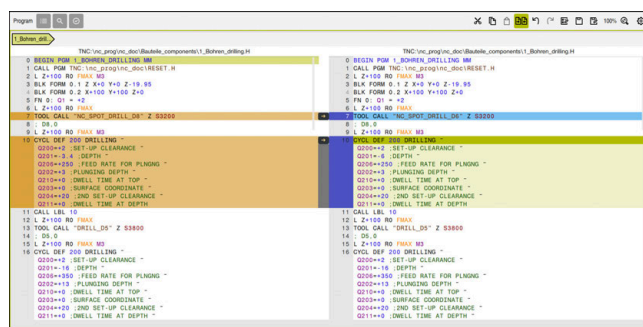 Program
100%
1_Bohren_drill...
TNC:\nc_prog\nc_doc\Bauteile_components\1_Bohren_drilling.H
0 BEGIN PGM 1_BOHREN_DRILLING MM
1 CALL PGM TNC:\nc_prog\nc_doc\RESET.H
2 L Z+100 R0 FMAX M3
3 BLK FORM 0.1 Z X+0 Y+0 Z-19.95
4 BLK FORM 0.2 X+100 Y+100 Z+0
5 FN 0: Q1 = +2
6 L Z+100 R0 FMAX
7 TOOL CALL "NC_SPOT_DRILL_D8" Z S3200
8 ; D8,0
9 L Z+100 R0 FMAX M3
10 CYCL DEF 200 DRILLING ~
Q200=+2 ;SET-UP CLEARANCE ~
Q201=-3.4 ;DEPTH ~
Q206=+250 ;FEED RATE FOR PLNGNG ~
Q202=+3 ;PLUNGING DEPTH ~
Q210=+0 ;DWELL TIME AT TOP ~
Q203=+0 ;SURFACE COORDINATE ~
Q204=+20 ;2ND SET-UP CLEARANCE ~
Q211=+0 ;DWELL TIME AT DEPTH
11 CALL LBL 10
12 L Z+100 R0 FMAX
13 TOOL CALL "DRILL_D5" Z S3800
14 ; D5,0
15 L Z+100 R0 FMAX M3
16 CYCL DEF 200 DRILLING ~
Q200=+2 ;SET-UP CLEARANCE ~
Q201=-16 ;DEPTH ~
Q206=+350 ;FEED RATE FOR PLNGNG ~
Q202=+13 ;PLUNGING DEPTH ~
Q210=+0 ;DWELL TIME AT TOP ~
Q203=+0 ;SURFACE COORDINATE ~
Q204=+20 ;2ND SET-UP CLEARANCE ~
Q211=+0 ;DWELL TIME AT DEPTH ~
TNC:\nc_prog\nc_doc\Bauteile_components\1_Bohren_drilling.H
0 BEGIN PGM 1_BOHREN_DRILLING MM
1 CALL PGM TNC:\nc_prog\nc_doc\RESET.H
2 L Z+100 R0 FMAX M3
3 BLK FORM 0.1 Z X+0 Y+0 Z-19.95
4 BLK FORM 0.2 X+100 Y+100 Z+0
5 FN 0: Q1 = +2
6 L Z+100 R0 FMAX
7 TOOL CALL "NC_SPOT_DRILL_D6" Z S3200
8 ; D8,0
9 L Z+100 R0 FMAX M3
10 CYCL DEF 200 DRILLING ~
Q200=+2 ;SET-UP CLEARANCE ~
Q201=-6 ;DEPTH ~
Q206=+250 ;FEED RATE FOR PLNGNG ~
Q202=+3 ;PLUNGING DEPTH ~
Q210=+0 ;DWELL TIME AT TOP ~
Q203=+0 ;SURFACE COORDINATE ~
Q204=+20 ;2ND SET-UP CLEARANCE ~
Q211=+0 ;DWELL TIME AT DEPTH
11 CALL LBL 10
12 L Z+100 R0 FMAX
13 TOOL CALL "DRILL_D5" Z S3800
14 ; D5,0
15 L Z+100 R0 FMAX M3
16 CYCL DEF 200 DRILLING ~
Q200=+2 ;SET-UP CLEARANCE ~
Q201=-16 ;DEPTH ~
Q206=+350 ;FEED RATE FOR PLNGNG ~
Q202=+13 ;PLUNGING DEPTH ~
Q210=+0 ;DWELL TIME AT TOP ~
Q203=+0 ;SURFACE COORDINATE ~
Q204=+20 ;2ND SET-UP CLEARANCE ~
Q211=+0 ;DWELL TIME AT DEPTH ~